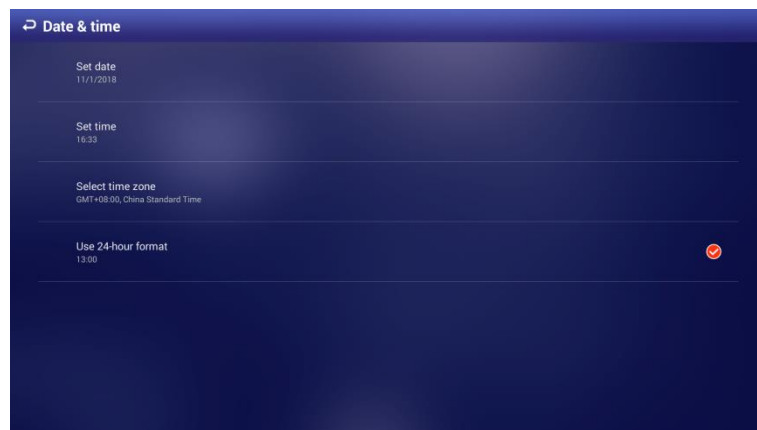 Date & time
Set date
11/1/2018
Set time
16:33
Select time zone
GMT+08:00, China Standard Time
Use 24-hour format
13:00